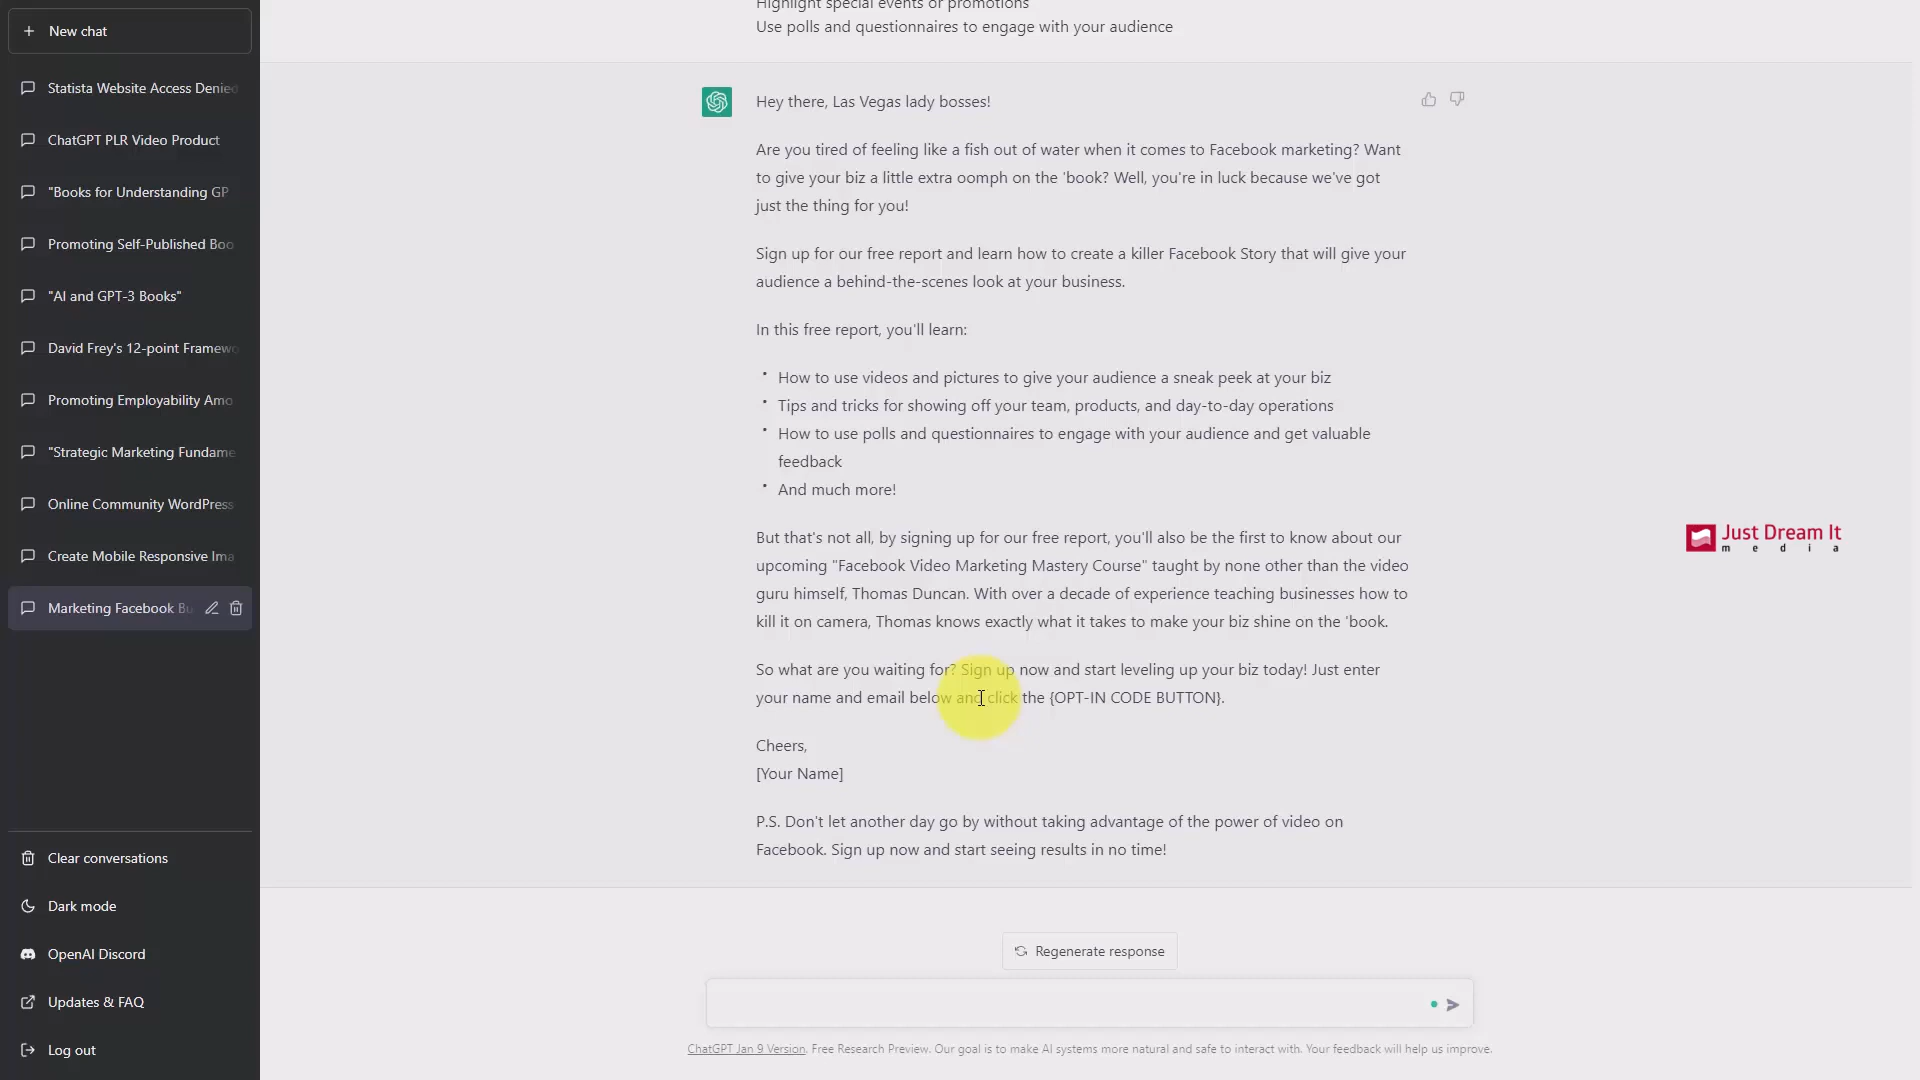 New chat
Statista Website Access Denied
ChatGPT PLR Video Product
"Books for Understanding GP
Promoting Self-Published Boo
"AI and GPT-3 Books"
David Frey's 12-point Framewo
Promoting Employability Amo
"Strategic Marketing Fundame
Online Community WordPress
Create Mobile Responsive Ima
Marketing Facebook Bu
Clear conversations
Dark mode
OpenAI Discord
Updates & FAQ
Log out
Highlight special events or promotions
Use polls and questionnaires to engage with your audience
Hey there, Las Vegas lady bosses!
Are you tired of feeling like a fish out of water when it comes to Facebook marketing? Want
to give your biz a little extra oomph on the 'book? Well, you're in luck because we've got
just the thing for you!
Sign up for our free report and learn how to create a killer Facebook Story that will give your
audience a behind-the-scenes look at your business.
In this free report, you'll learn:
• How to use videos and pictures to give your audience a sneak peek at your biz
• Tips and tricks for showing off your team, products, and day-to-day operations
• How to use polls and questionnaires to engage with your audience and get valuable
feedback
• And much more!
But that's not all, by signing up for our free report, you'll also be the first to know about our
upcoming "Facebook Video Marketing Mastery Course" taught by none other than the video
guru himself, Thomas Duncan. With over a decade of experience teaching businesses how to
kill it on camera, Thomas knows exactly what it takes to make your biz shine on the 'book.
So what are you waiting for? Sign up now and start leveling up your biz today! Just enter
your name and email below and click the {OPT-IN CODE BUTTON}.
Cheers,
[Your Name]
P.S. Don't let another day go by without taking advantage of the power of video on
Facebook. Sign up now and start seeing results in no time!
Just Dream It
media
Regenerate response
ChatGPT Jan 9 Version. Free Research Preview. Our goal is to make AI systems more natural and safe to interact with. Your feedback will help us improve.